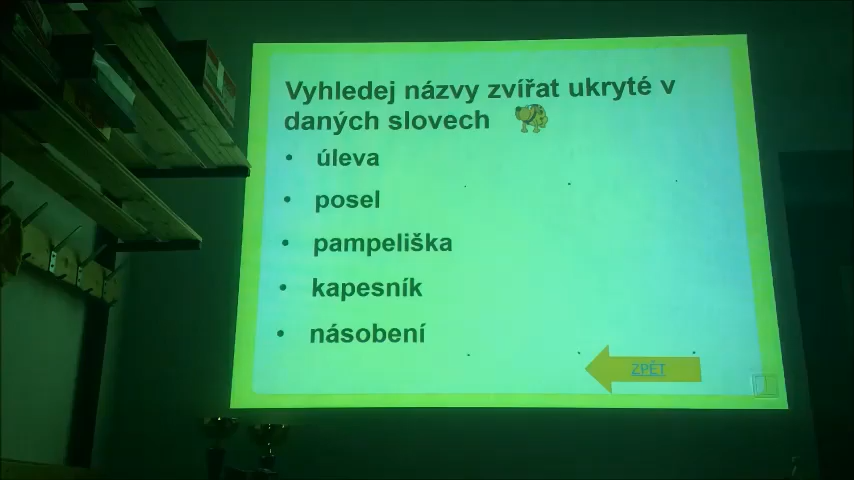 Vyhledej názvy zvířat ukryté v
daných slovech
• úleva
• posel
• pampeliška
• kapesník
• násobení
ZPĚT